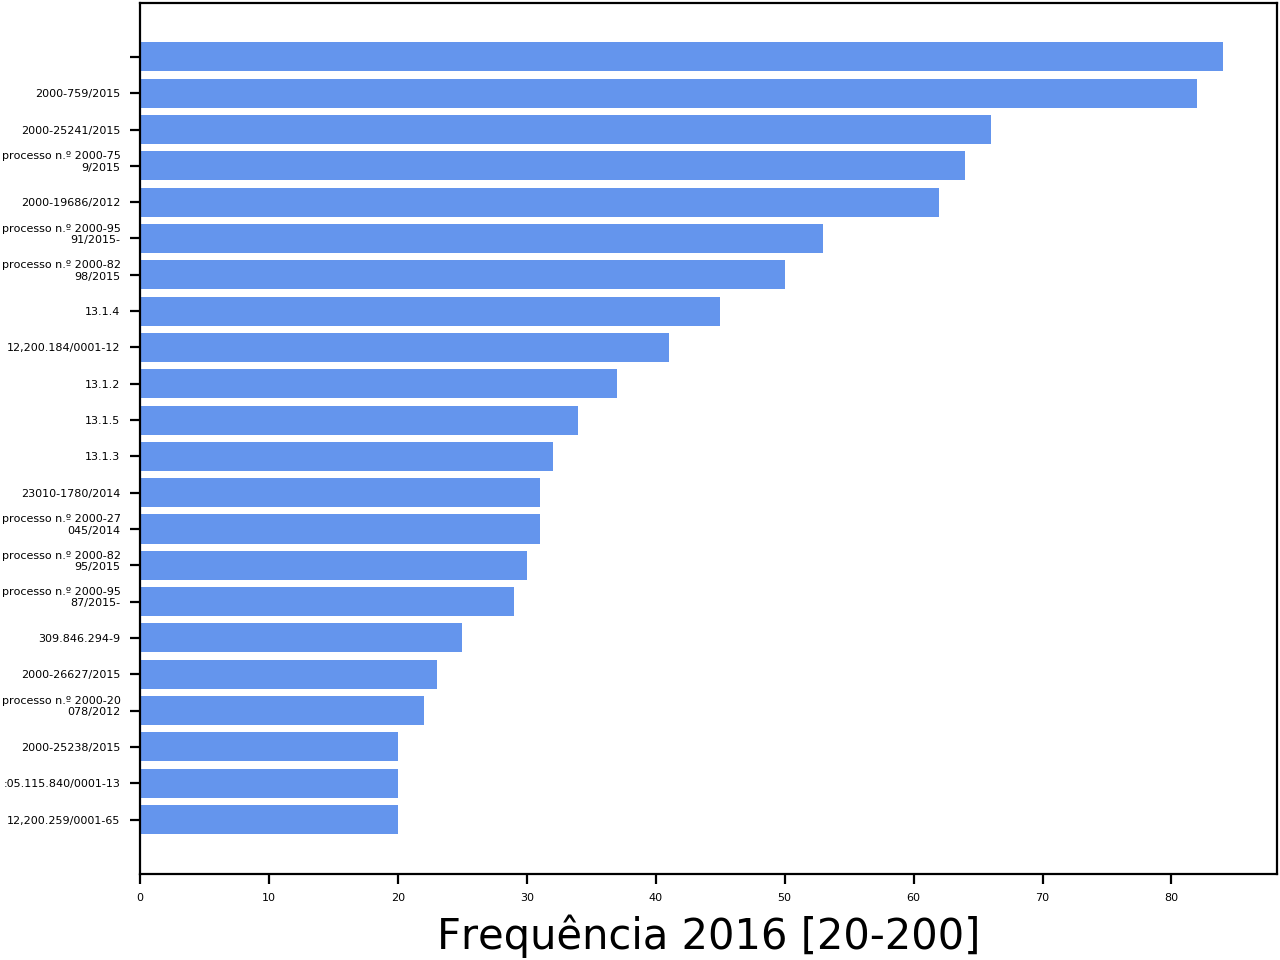 2000-759/2015
2000-25241/2015
processo n.º 2000-75
9/2015
2000-19686/2012
processo n.º 2000-95
91/2015-
processo n.º 2000-82
98/2015
13.1.4
12,200.184/0001-12
13.1.2
13.1.5
13.1.3
23010-1780/2014
processo n.º 2000-27
045/2014
processo n.º 2000-82
95/2015
processo n.º 2000-95
87/2015-
309.846.294-9
2000-26627/2015
processo n.º 2000-20
078/2012
2000-25238/2015
:05.115.840/0001-13
12,200.259/0001-65
0 10 20 30 40 50 60 70 80
Frequência 2016 [20-200]